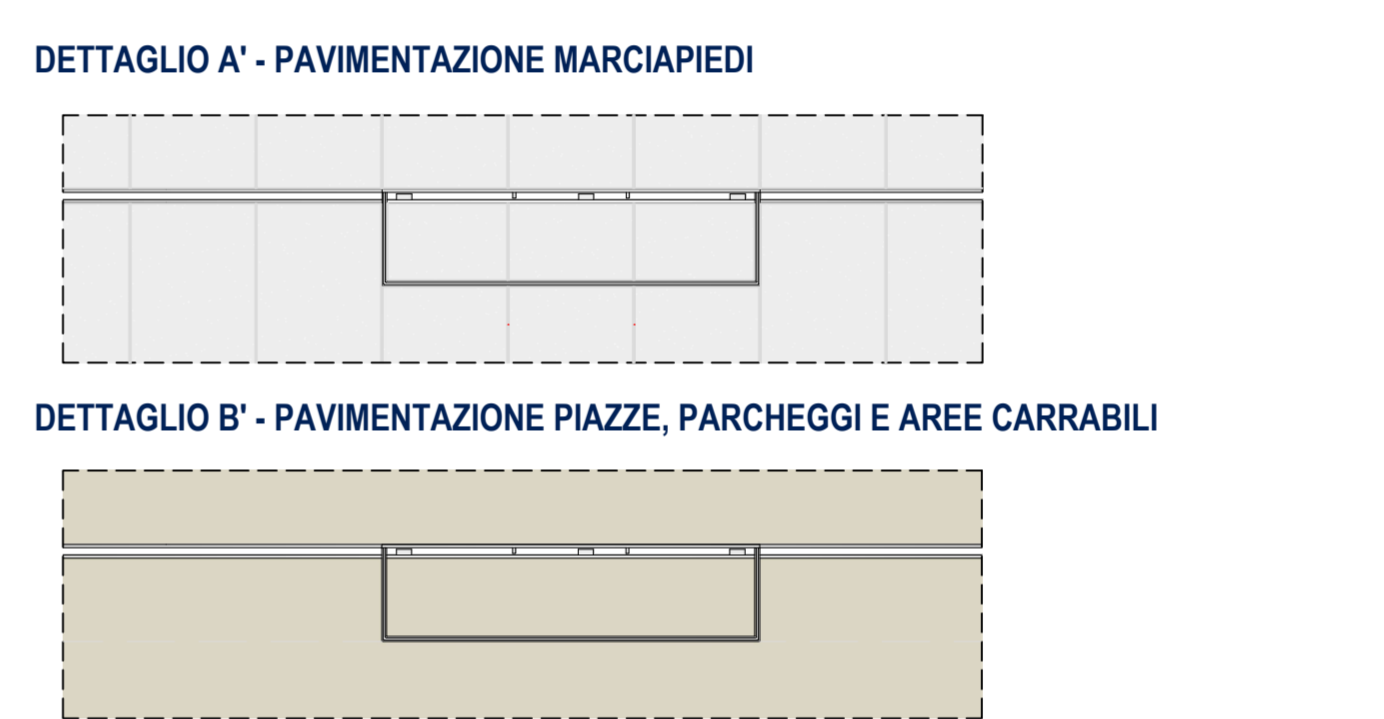 DETTAGLIO A' - PAVIMENTAZIONE MARCIAPIEDI
DETTAGLIO B' - PAVIMENTAZIONE PIAZZE, PARCHEGGI E AREE CARRABILI